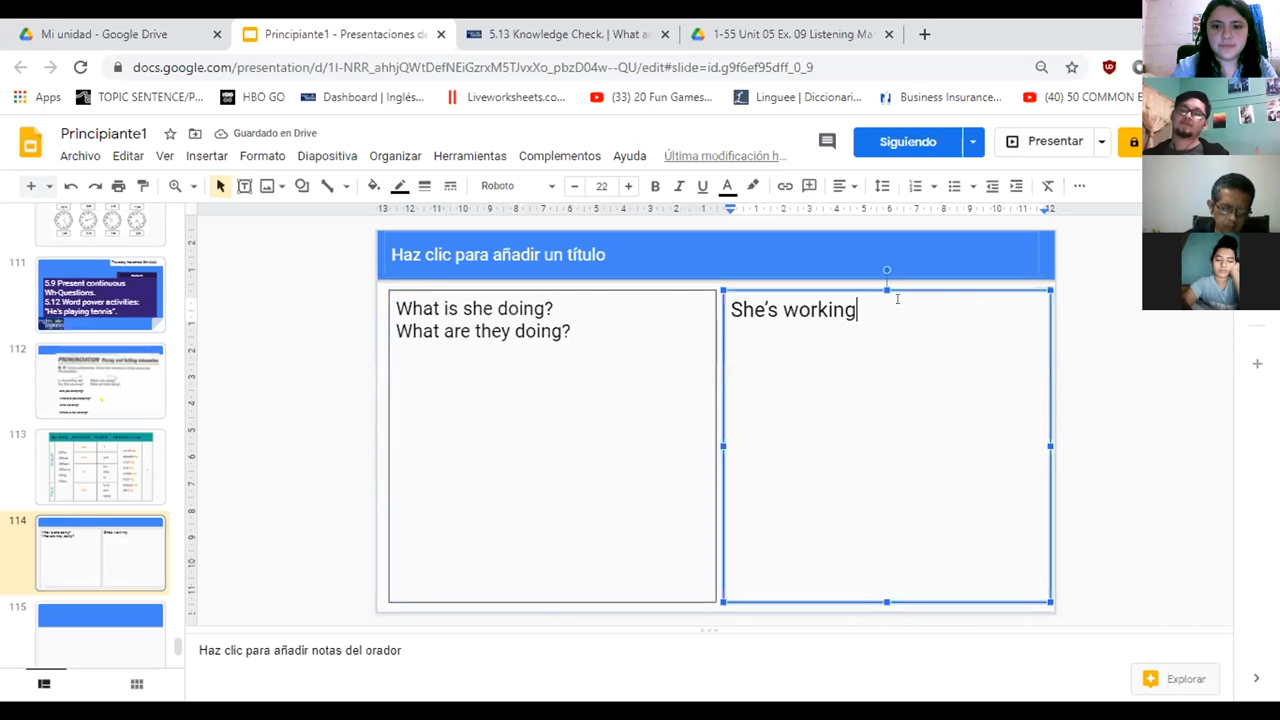 Mi unidad - Google Drive
Principiante1 - Presentaciones de
5.13 Knowledge Check. | What ar
1-55 Unit 05 Ex. 09 Listening Ma
docs.google.com/presentation/d/1I-NRR_ahhjQWtDdHNEiGzrxM5TJvxXo_pbzD04w--QU/edit#slide=id.g9f6ef95dff_0_9
Apps
TOPIC SENTENCE/P...
HBO GO
Dashboard | Inglés...
Liveworksheets.com...
(33) 20 Fun Games...
Linguee | Diccionari...
Business Insurance...
(40) 50 COMMON E
Principiante1
Guardado en Drive
Archivo Editar Ver Insertar Formato Diapositiva Organizar Herramientas Complementos Ayuda
Última modificación h...
Siguiendo
Presentar
Roboto
22
111
5.9 Present continuous
Wh-Questions.
5.12 Word power activities:
"He's playing tennis".
112
113
114
115
Haz clic para añadir un título
What is she doing?
What are they doing?
She's working
Haz clic para añadir notas del orador
Explorar